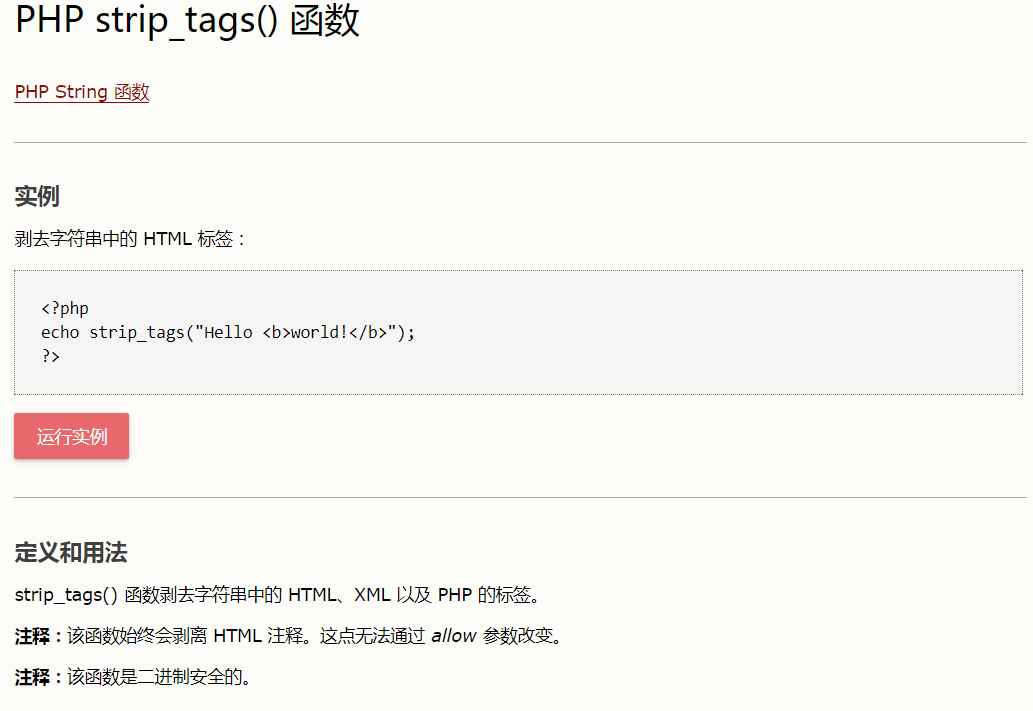 PHP strip_tags() 函数
PHP String 函数
实例
剥去字符串中的 HTML 标签：
<?php
echo strip_tags("Hello <b>world!</b>");
?>
运行实例
定义和用法
strip_tags() 函数剥去字符串中的 HTML、XML 以及 PHP 的标签。
注释：该函数始终会剥离 HTML 注释。这点无法通过 allow 参数改变。
注释：该函数是二进制安全的。